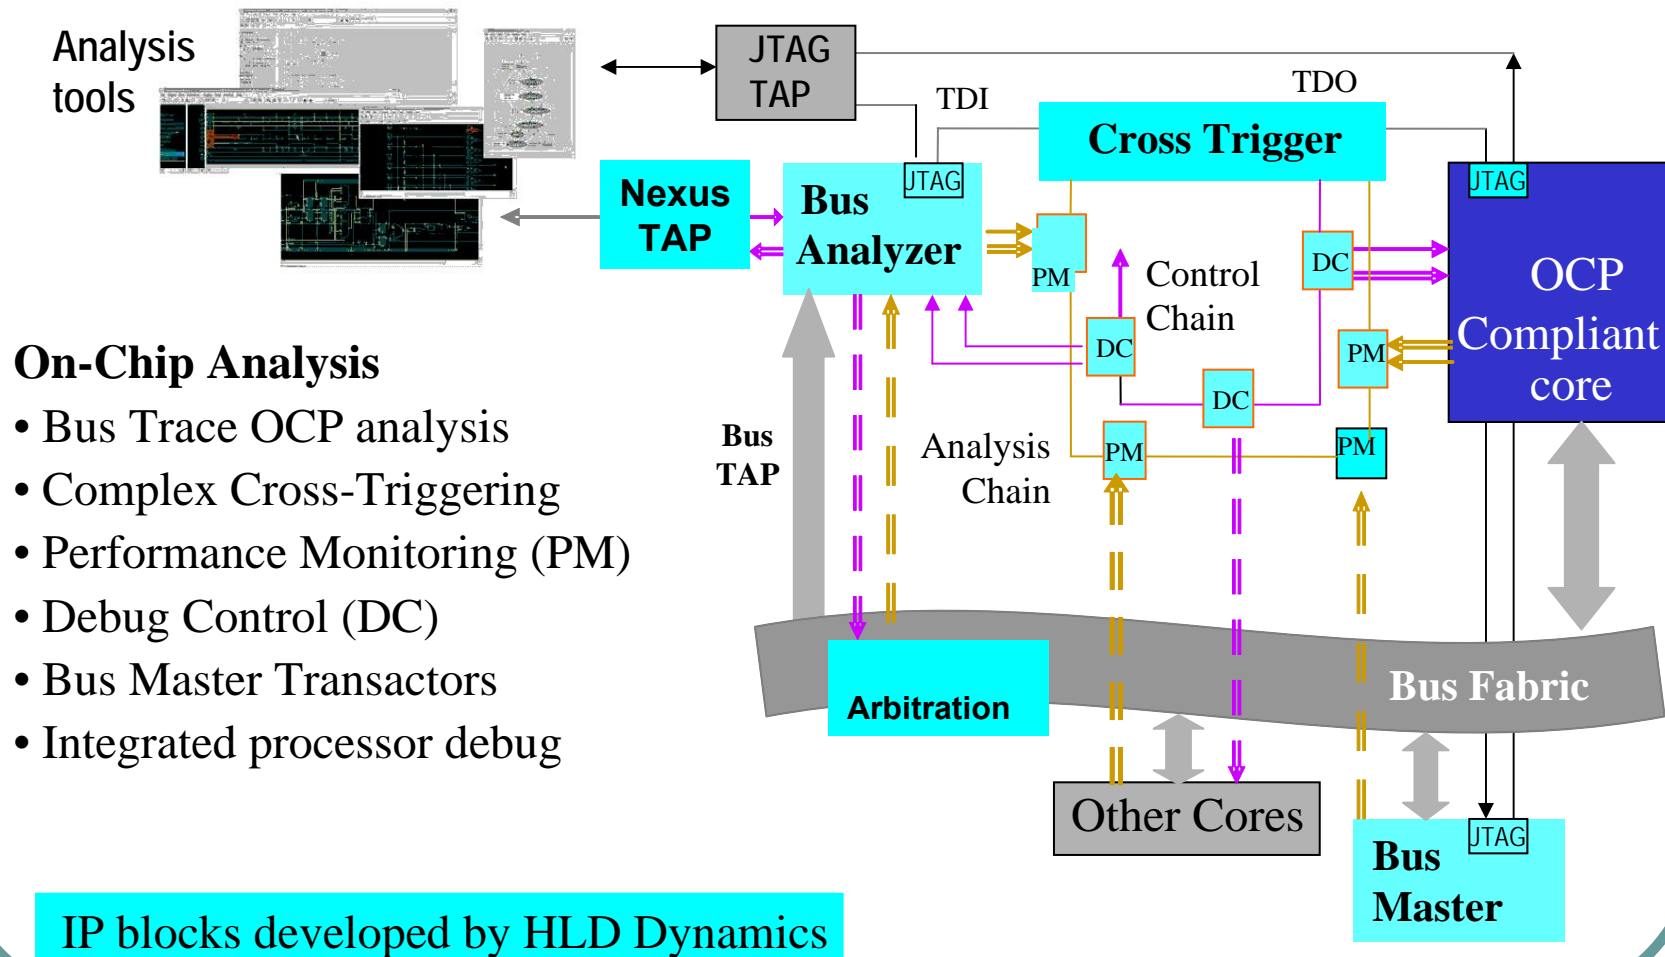 Analysis
tools
JTAG
TAP
TDI
TDO
Cross Trigger
Nexus
TAP
Bus
Analyzer
JTAG
JTAG
PM
DC
Control
Chain
OCP
Compliant
core
DC
PM
DC
On-Chip Analysis
• Bus Trace OCP analysis
• Complex Cross-Triggering
• Performance Monitoring (PM)
• Debug Control (DC)
• Bus Master Transactors
• Integrated processor debug
Bus
TAP
Analysis
Chain
PM
PM
Bus Fabric
Arbitration
Other Cores
JTAG
Bus
Master
IP blocks developed by HLD Dynamics